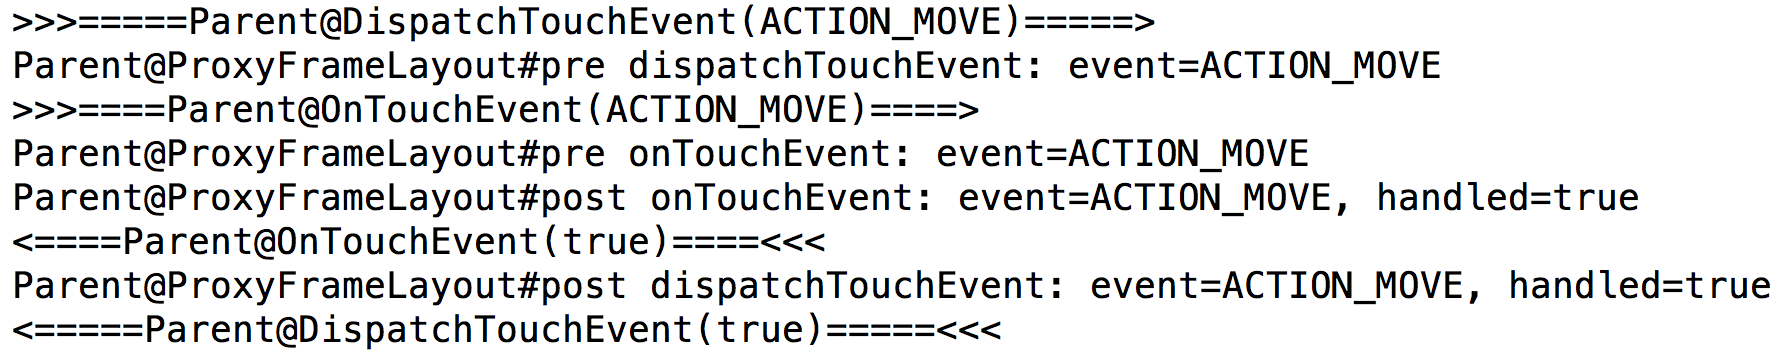 >>>=====Parent@DispatchTouchEvent(ACTION_MOVE)=====>
Parent@ProxyFrameLayout#pre dispatchTouchEvent: event=ACTION_MOVE
>>>====Parent@OnTouchEvent(ACTION_MOVE)====>
Parent@ProxyFrameLayout#pre onTouchEvent: event=ACTION_MOVE
Parent@ProxyFrameLayout#post onTouchEvent: event=ACTION_MOVE, handled=true
<====Parent@OnTouchEvent(true)====<<<
Parent@ProxyFrameLayout#post dispatchTouchEvent: event=ACTION_MOVE, handled=true
<=====Parent@DispatchTouchEvent(true)=====<<<